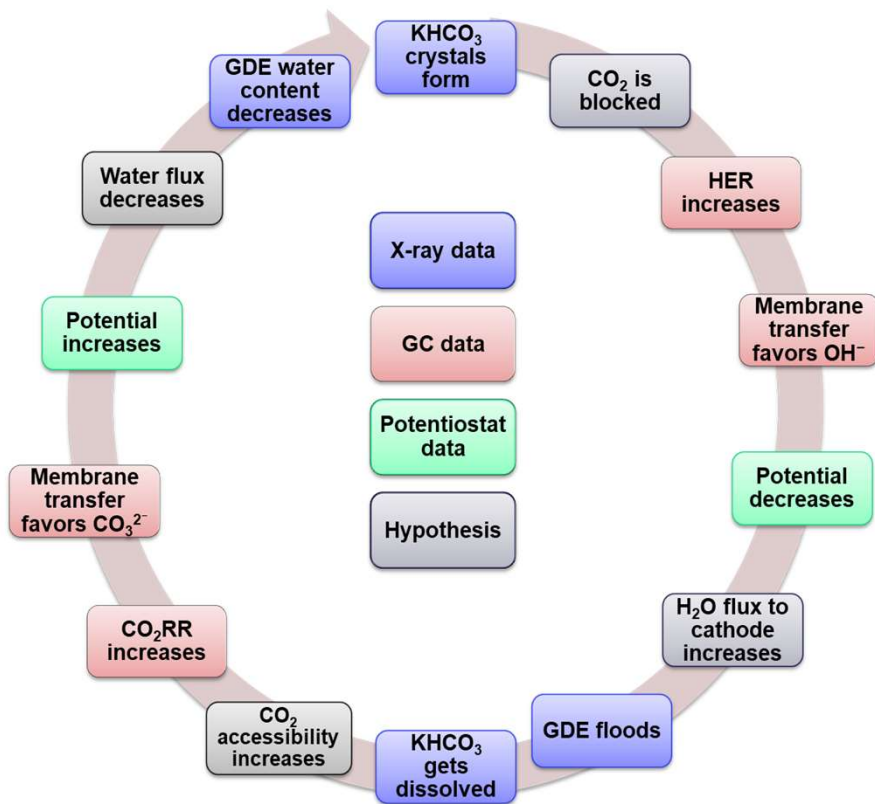 KHCO₃
crystals
form
CO₂ is
blocked
HER
increases
Membrane
transfer
favors OH⁻
Potential
decreases
H₂O flux to
cathode
increases
GDE floods
KHCO₃
gets
dissolved
CO₂
accessibility
increases
CO₂RR
increases
Membrane
transfer
favors CO₃²⁻
Potential
increases
Water flux
decreases
GDE water
content
decreases
X-ray data
GC data
Potentiostat
data
Hypothesis